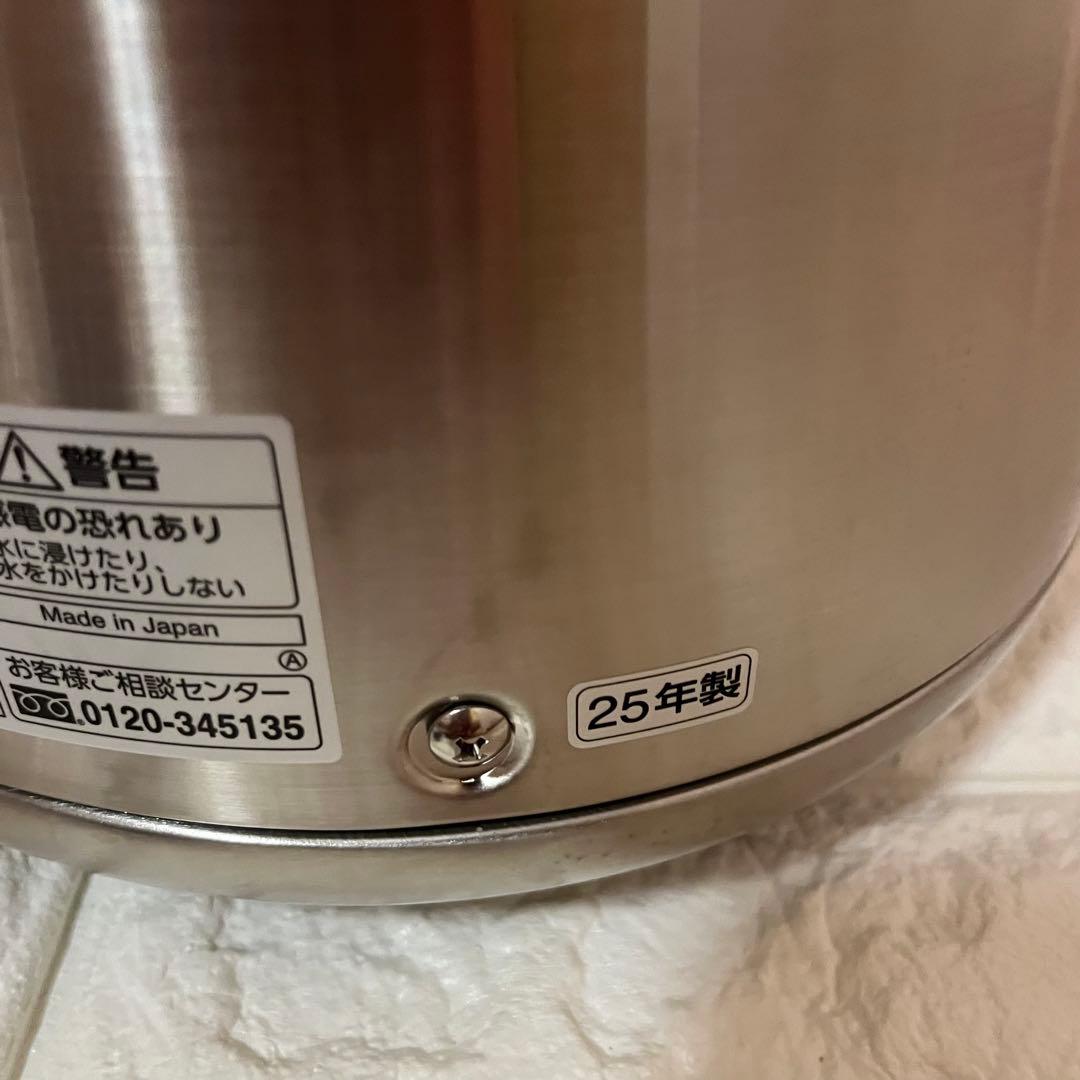 警告
感電の恐れあり
水に浸けたり、
水をかけたりしない
Made in Japan
Ⓐ
お客様ご相談センター
0120-345135
25年製